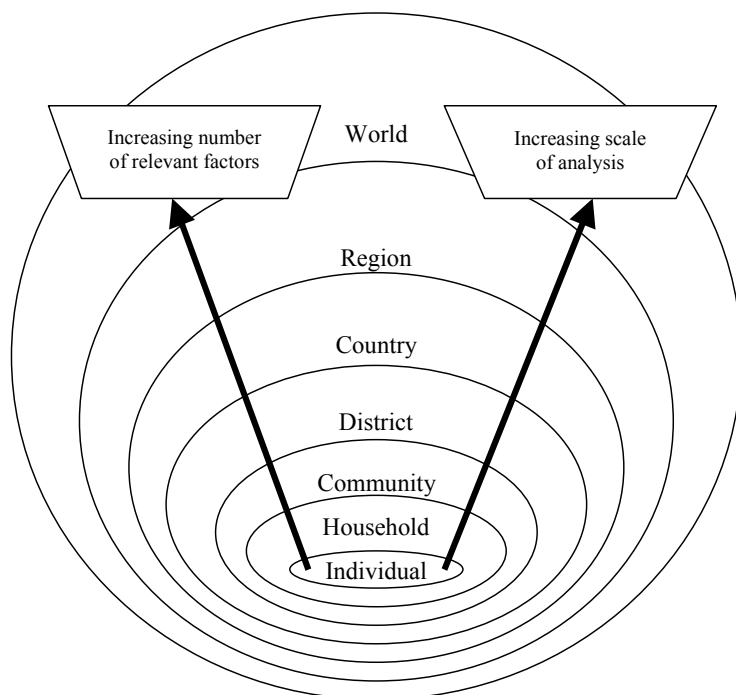 Increasing number
of relevant factors
World
Increasing scale
of analysis
Region
Country
District
Community
Household
Individual